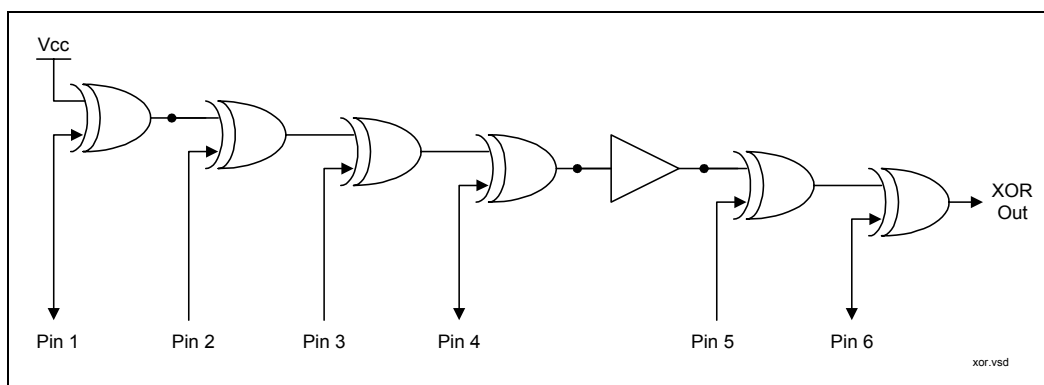 Vcc
XOR
Out
Pin 1
Pin 2
Pin 3
Pin 4
Pin 5
Pin 6
xor.vsd